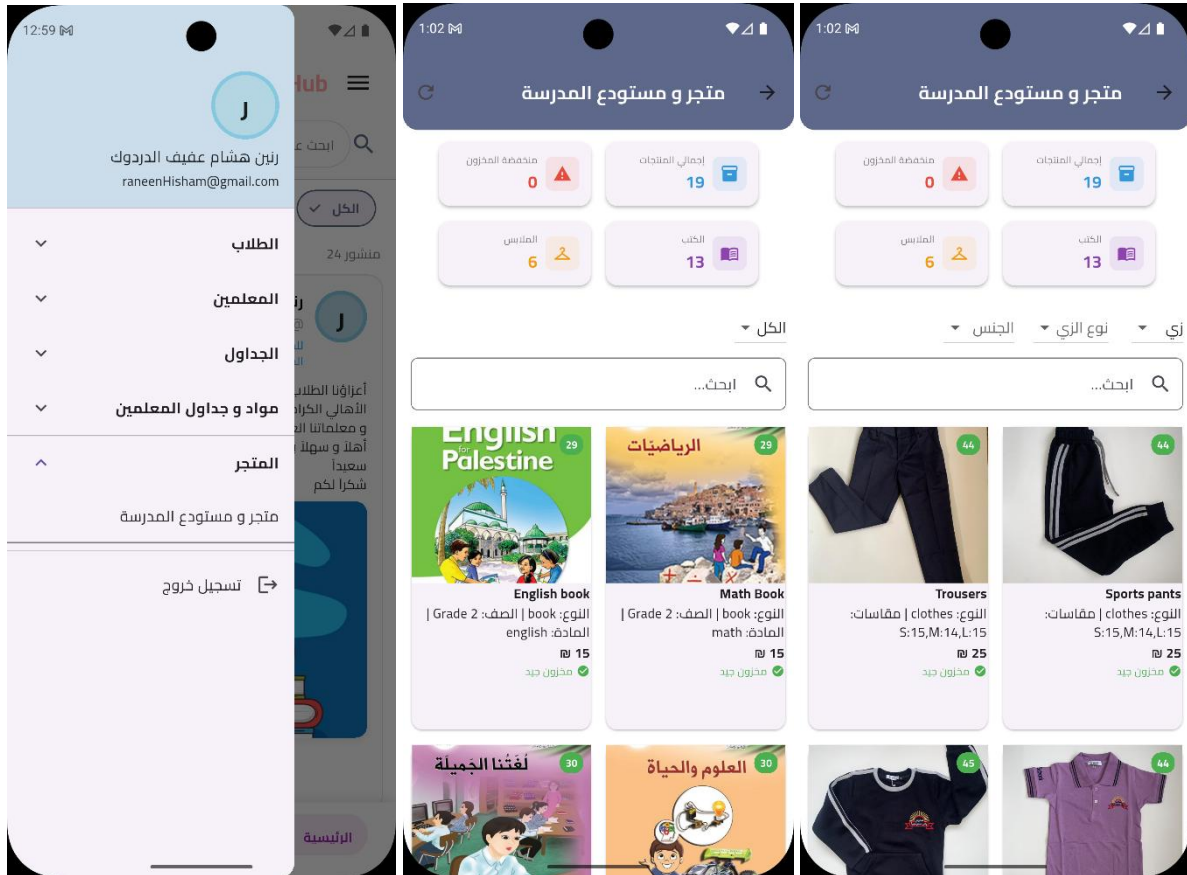 12:59
Hub
ر
رنين هشام عفيف الدردوك
raneenHisham@gmail.com
الطلاب
المعلمين
الجداول
مواد و جداول المعلمين
المتجر
متجر و مستودع المدرسة
تسجيل خروج
ابحث
الكل
منشور 24
ر
أعزاؤنا الطلاب
الأهالي الكرا
و معلماتنا
أهلا و سهلا
سعيداً
شكرا لكم
الرئيسية
1:02
متجر و مستودع المدرسة
إجمالي المنتجات
19
منخفضة المخزون
0
الكتب
13
الملابس
6
الكل
ابحث...
الرياضيّات
29
English for Palestine
29
Math Book
النوع: book | الصف: Grade 2 |
المادة: math
₪ 15
مخزون جيد
English book
النوع: book | الصف: Grade 2 |
المادة: english
₪ 15
مخزون جيد
العلوم والحياة
30
لُغَتُنا الجَميلَة
30
1:02
متجر و مستودع المدرسة
إجمالي المنتجات
19
منخفضة المخزون
0
الكتب
13
الملابس
6
زي
نوع الزي
الجنس
ابحث...
44
44
Sports pants
النوع: clothes | مقاسات:
S:15,M:14,L:15
₪ 25
مخزون جيد
Trousers
النوع: clothes | مقاسات:
S:15,M:14,L:15
₪ 25
مخزون جيد
44
45